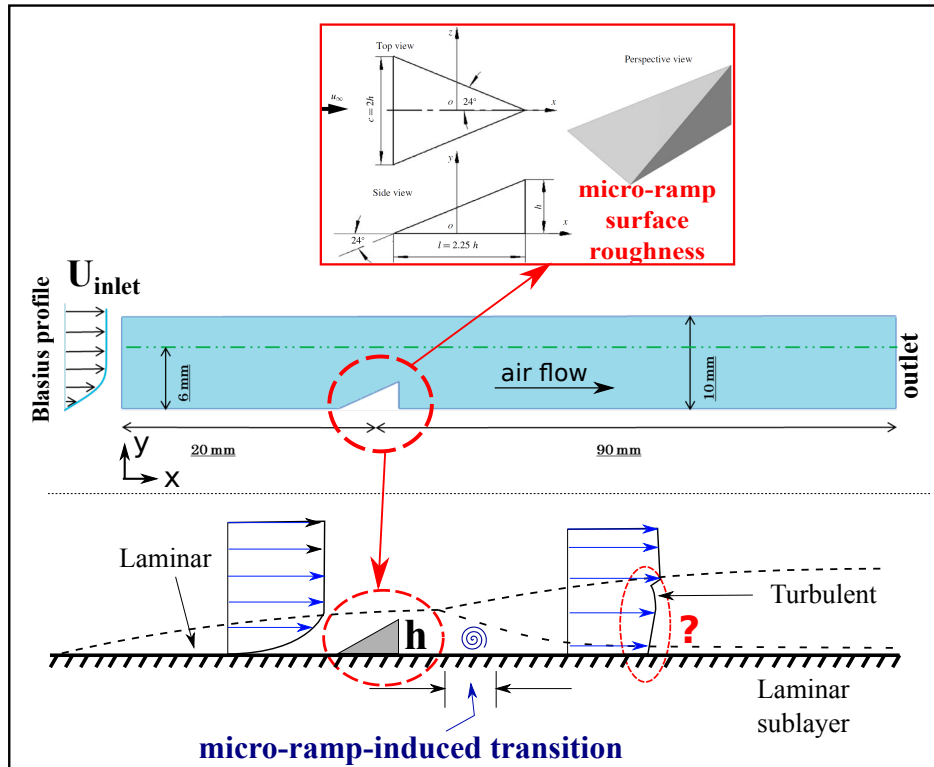 Top view
Perspective view
z
u∞
c = 2h
o
24°
x
y
Side view
h
24°
o
x
l = 2.25 h
micro-ramp
surface
roughness
Blasius profile
U_inlet
6 mm
air flow
10 mm
outlet
20 mm
90 mm
y
x
Laminar
h
?
Turbulent
Laminar
sublayer
micro-ramp-induced transition